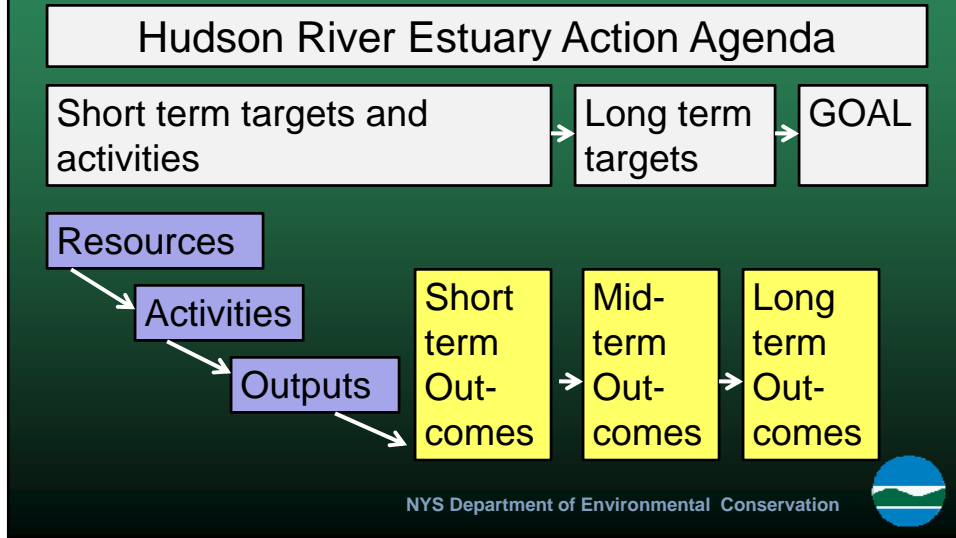 Hudson River Estuary Action Agenda
Short term targets and
activities
Long term
targets
GOAL
Resources
Activities
Outputs
Short
term
Out-
comes
Mid-
term
Out-
comes
Long
term
Out-
comes
NYS Department of Environmental Conservation